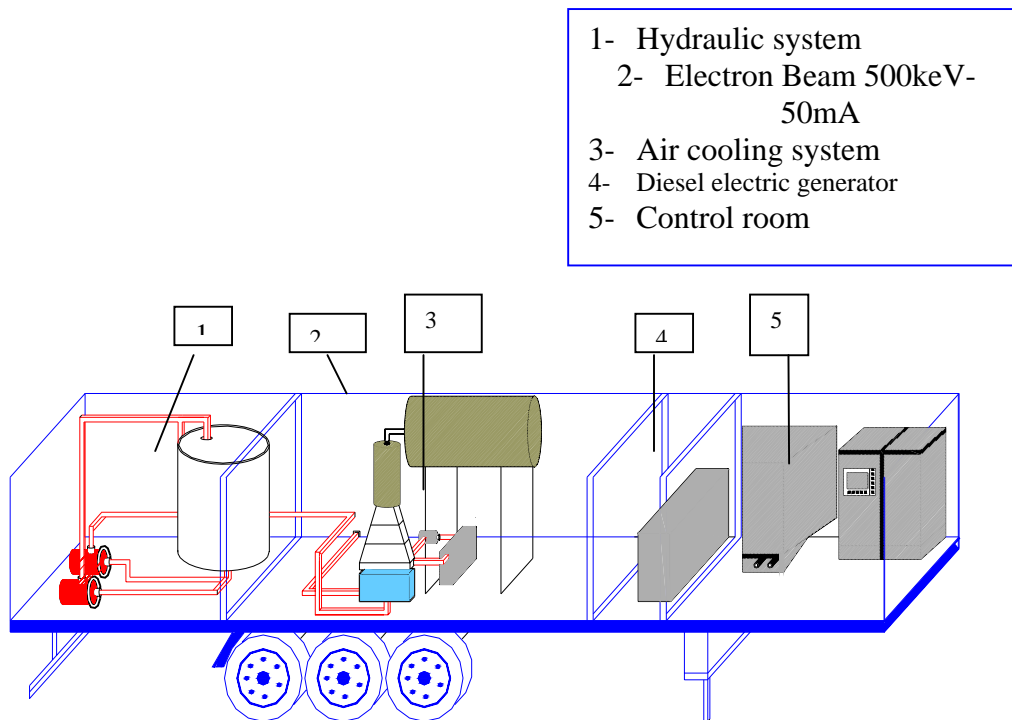 1- Hydraulic system
2- Electron Beam 500keV-
50mA
3- Air cooling system
4- Diesel electric generator
5- Control room
1
2
3
4
5